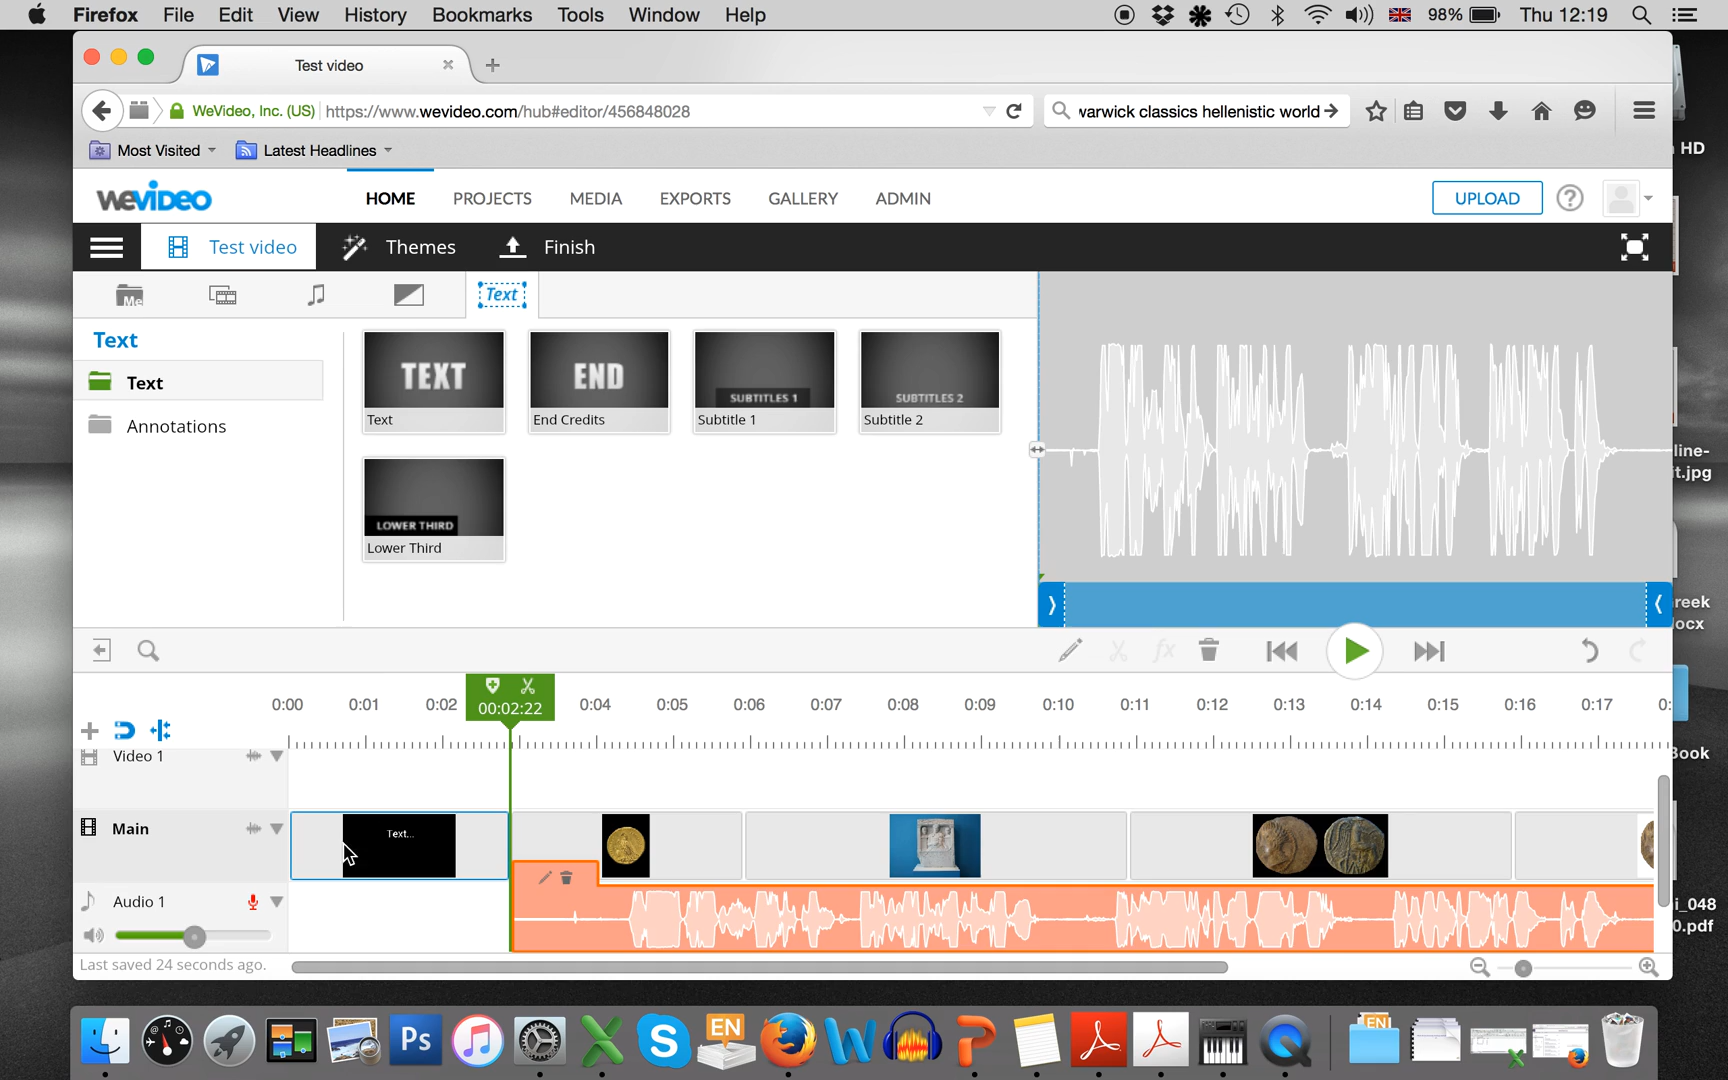 Firefox File Edit View History Bookmarks Tools Window Help 98% Thu 12:19
Test video
WeVideo, Inc. (US) https://www.wevideo.com/hub#editor/456848028 warwick classics hellenistic world
Most Visited Latest Headlines
HD
wevideo HOME PROJECTS MEDIA EXPORTS GALLERY ADMIN UPLOAD ?
Test video Themes Finish
Me Text
Text
Text
Annotations
TEXT END SUBTITLES 1 SUBTITLES 2
Text End Credits Subtitle 1 Subtitle 2
LOWER THIRD
Lower Third
line-
it.jpg
reek
ocx
0:00 0:01 0:02 00:02:22 0:04 0:05 0:06 0:07 0:08 0:09 0:10 0:11 0:12 0:13 0:14 0:15 0:16 0:17 0:
Book
Video 1
Main Text...
Audio 1
i_048
0.pdf
Last saved 24 seconds ago.
Ps EN W P EN